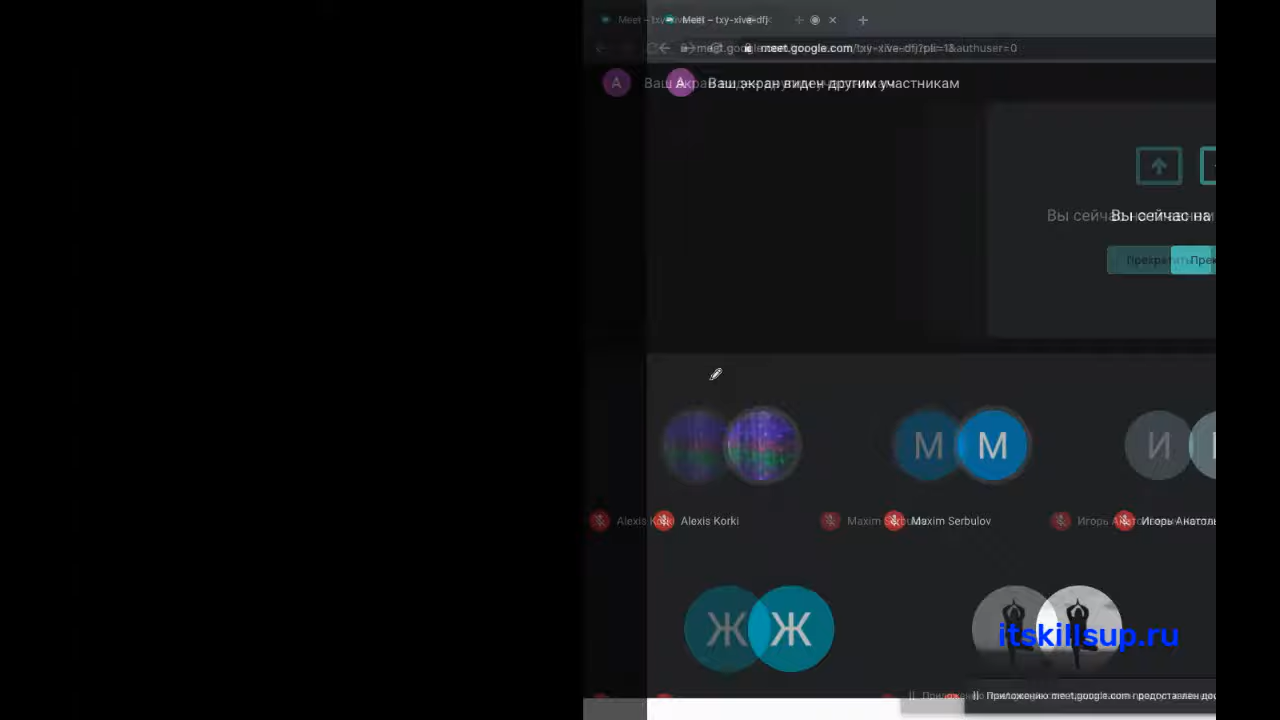 Meet – txy-xive-dfj
meet.google.com/txy-xive-dfj?pli=1&authuser=0
A
Ваш экран виден другим участникам
Вы сейчас на
М
И
Alexis Korki
Maxim Serbulov
Игорь
Ж
itskillsup.ru
Приложению meet.google.com предоставлен дос